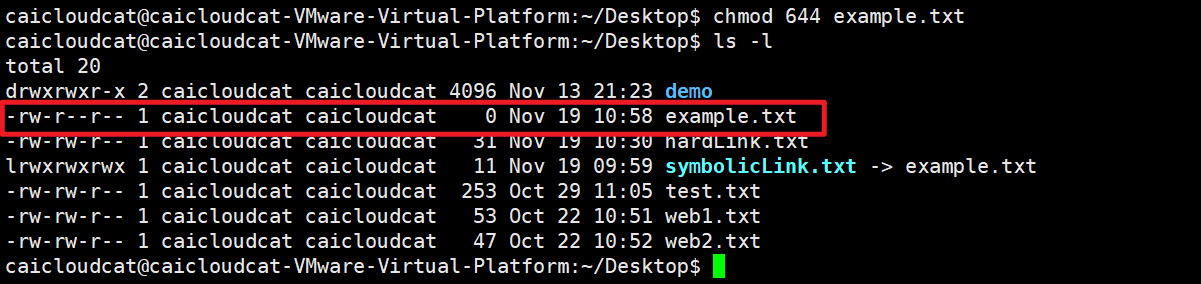 caicloudcat@caicloudcat-VMware-Virtual-Platform:~/Desktop$ chmod 644 example.txt
caicloudcat@caicloudcat-VMware-Virtual-Platform:~/Desktop$ ls -l
total 20
drwxrwxr-x 2 caicloudcat caicloudcat 4096 Nov 13 21:23 demo
-rw-r--r-- 1 caicloudcat caicloudcat    0 Nov 19 10:58 example.txt
-rw-rw-r-- 1 caicloudcat caicloudcat   31 Nov 19 10:30 hardLink.txt
lrwxrwxrwx 1 caicloudcat caicloudcat   11 Nov 19 09:59 symbolicLink.txt -> example.txt
-rw-rw-r-- 1 caicloudcat caicloudcat  253 Oct 29 11:05 test.txt
-rw-rw-r-- 1 caicloudcat caicloudcat   53 Oct 22 10:51 web1.txt
-rw-rw-r-- 1 caicloudcat caicloudcat   47 Oct 22 10:52 web2.txt
caicloudcat@caicloudcat-VMware-Virtual-Platform:~/Desktop$